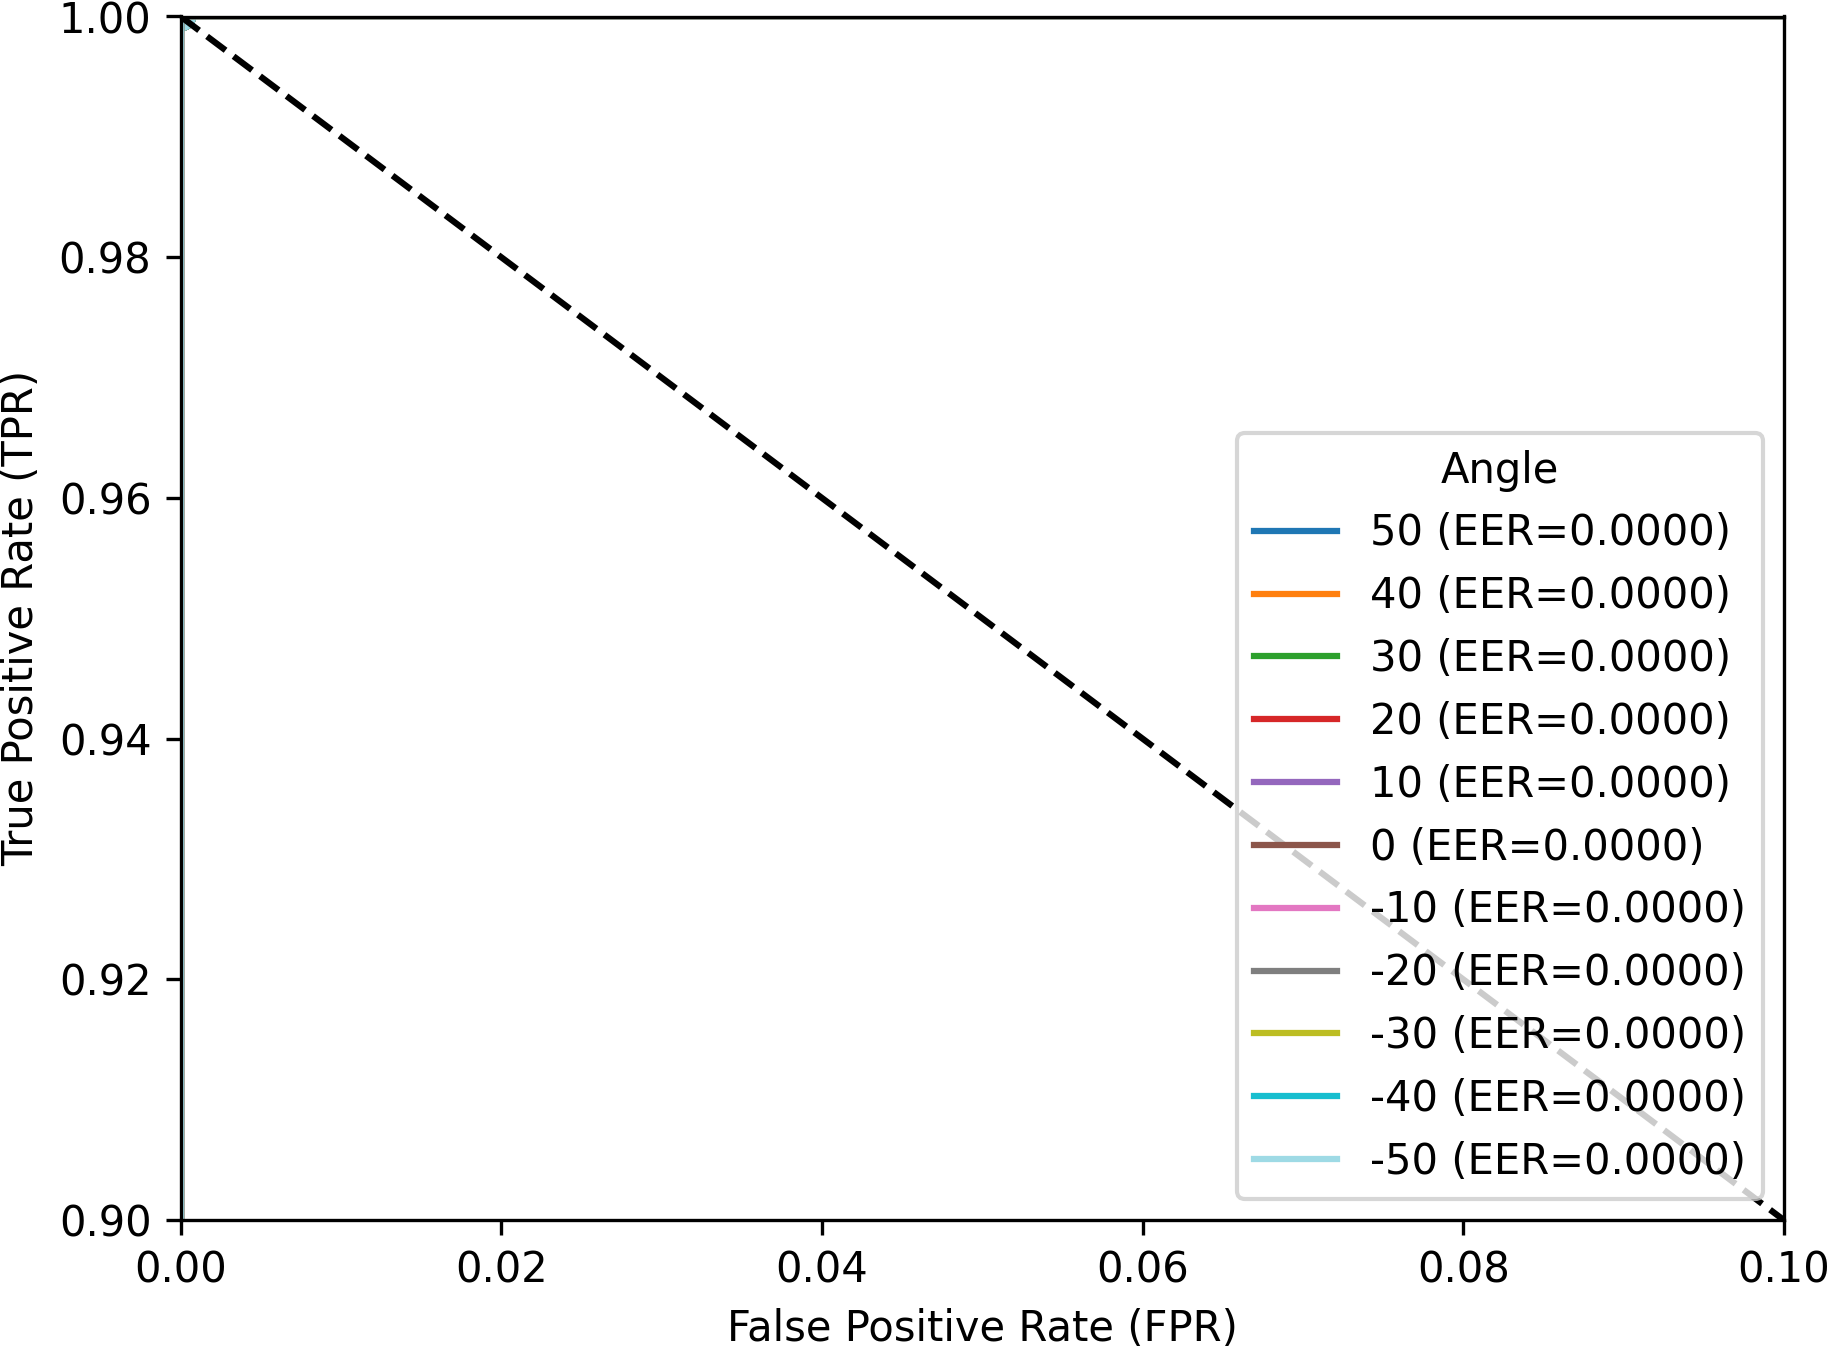 1.00
0.98
0.96
0.94
0.92
0.90
True Positive Rate (TPR)
0.00 0.02 0.04 0.06 0.08 0.10
False Positive Rate (FPR)
Angle
50 (EER=0.0000)
40 (EER=0.0000)
30 (EER=0.0000)
20 (EER=0.0000)
10 (EER=0.0000)
0 (EER=0.0000)
-10 (EER=0.0000)
-20 (EER=0.0000)
-30 (EER=0.0000)
-40 (EER=0.0000)
-50 (EER=0.0000)